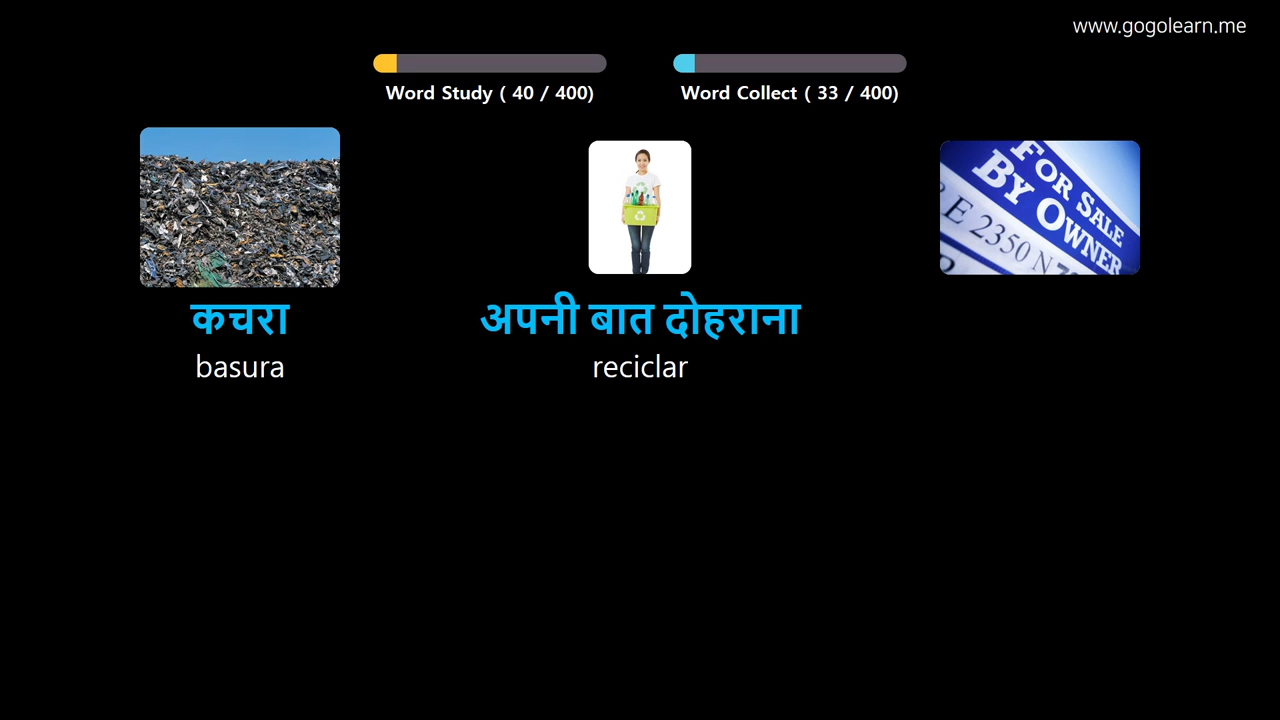 www.gogolearn.me
Word Study ( 40 / 400)
Word Collect ( 33 / 400)
FOR SALE
BY OWNER
E 2350 N
कचरा
अपनी बात दोहराना
basura
reciclar